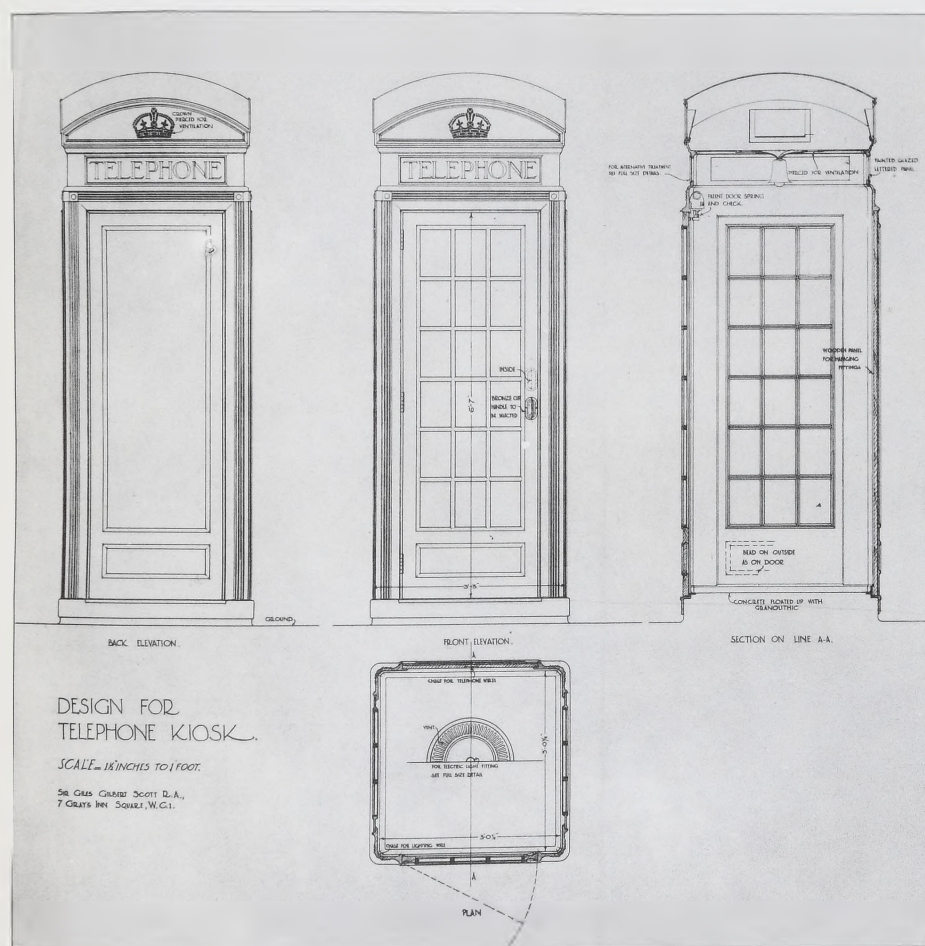 CROWN
PIERCED FOR
VENTILATION
TELEPHONE
TELEPHONE
FOR ALTERNATIVE TREATMENT
SEE FULL SIZE DETAILS
PIERCED FOR VENTILATION
PAINTED GLAZED
LETTERED PANEL
PATENT DOOR SPRING
AND CHECK
INSIDE
BRONZE OR
HANDLE TO
BE SELECTED
6'-7"
WOODEN PANEL
FOR HANGING
FITTINGS
A
BEAD ON OUTSIDE
AS ON DOOR
CONCRETE FLOATED UP WITH
GRANOLITHIC
GROUND
BACK ELEVATION.
FRONT ELEVATION.
SECTION ON LINE A-A.
A
CHASE FOR TELEPHONE WIRES
VENT
FOR ELECTRIC LIGHT FITTING
SEE FULL SIZE DETAIL
CHASE FOR LIGHTING WIRE
A
PLAN
DESIGN FOR
TELEPHONE KIOSK.
SCALE = 1½ INCHES TO 1 FOOT.
SIR GILES GILBERT SCOTT R.A.,
7 GRAYS INN SQUARE, W.C.1.